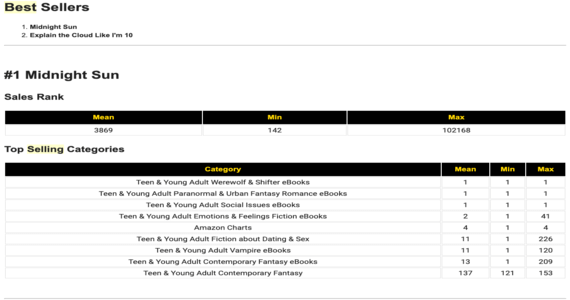 Best Sellers
1. Midnight Sun
2. Explain the Cloud Like I'm 10
#1 Midnight Sun
Sales Rank
Mean Min Max
3869 142 102168
Top Selling Categories
Category Mean Min Max
Teen & Young Adult Werewolf & Shifter eBooks 1 1 1
Teen & Young Adult Paranormal & Urban Fantasy Romance eBooks 1 1 1
Teen & Young Adult Social Issues eBooks 1 1 1
Teen & Young Adult Emotions & Feelings Fiction eBooks 2 1 41
Amazon Charts 4 1 4
Teen & Young Adult Fiction about Dating & Sex 11 1 226
Teen & Young Adult Vampire eBooks 11 1 120
Teen & Young Adult Contemporary Fantasy eBooks 13 1 209
Teen & Young Adult Contemporary Fantasy 137 121 153